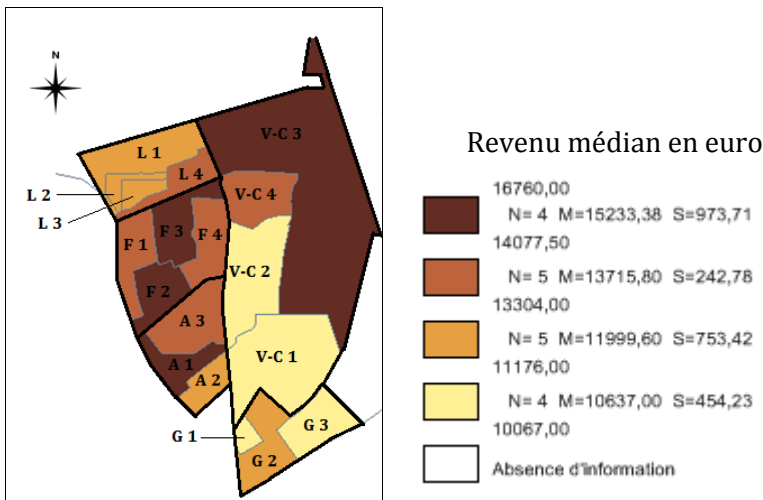 N
V-C 3
L 1
L 4
L 2
L 3
V-C 4
F 3
F 1
F 4
V-C 2
F 2
A 3
V-C 1
A 1
A 2
G 3
G 1
G 2
Revenu médian en euro
16760,00
N= 4 M=15233,38 S=973,71
14077,50
N= 5 M=13715,80 S=242,78
13304,00
N= 5 M=11999,60 S=753,42
11176,00
N= 4 M=10637,00 S=454,23
10067,00
Absence d'information